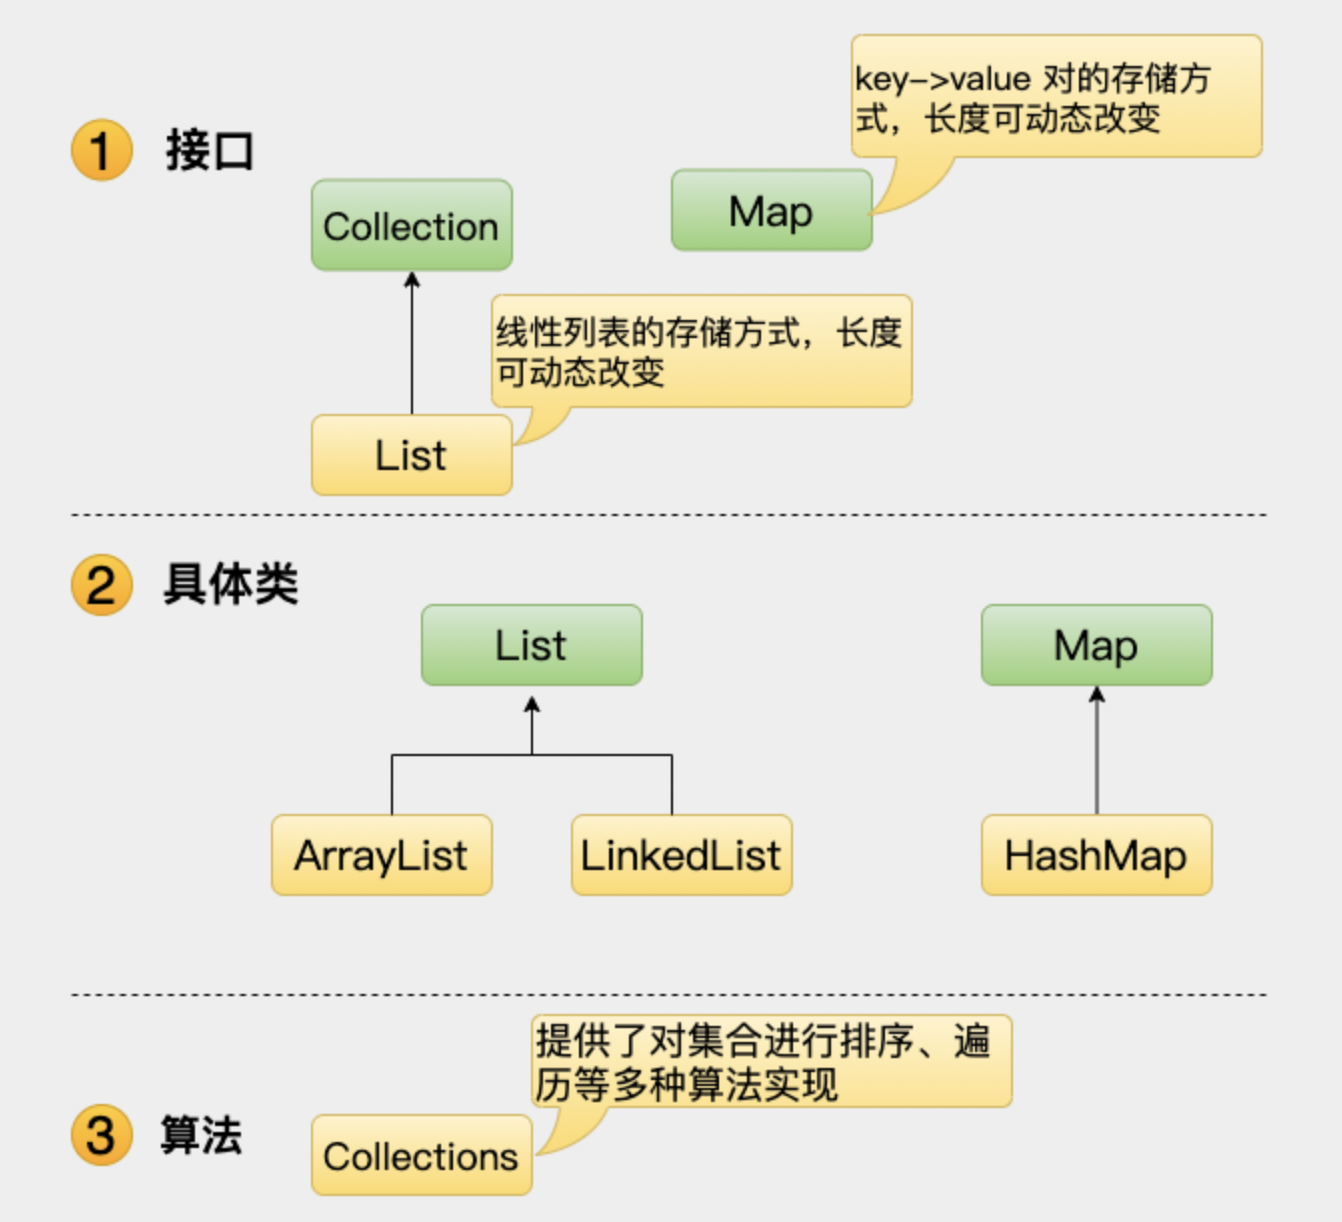 key->value 对的存储方
式，长度可动态改变
1 接口
Map
Collection
线性列表的存储方式，长度
可动态改变
List
2 具体类
List
Map
ArrayList
LinkedList
HashMap
提供了对集合进行排序、遍
历等多种算法实现
3 算法
Collections